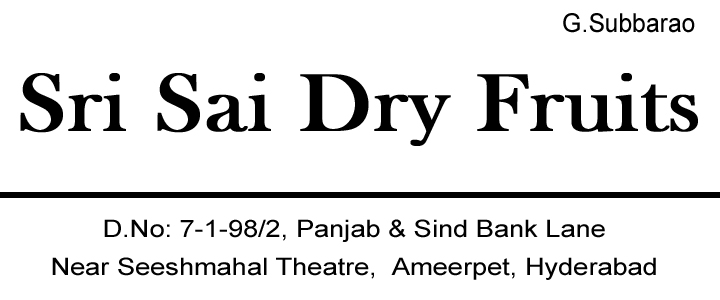 G.Subbarao
Sri Sai Dry Fruits
D.No: 7-1-98/2, Panjab & Sind Bank Lane
Near Seeshmahal Theatre, Ameerpet, Hyderabad